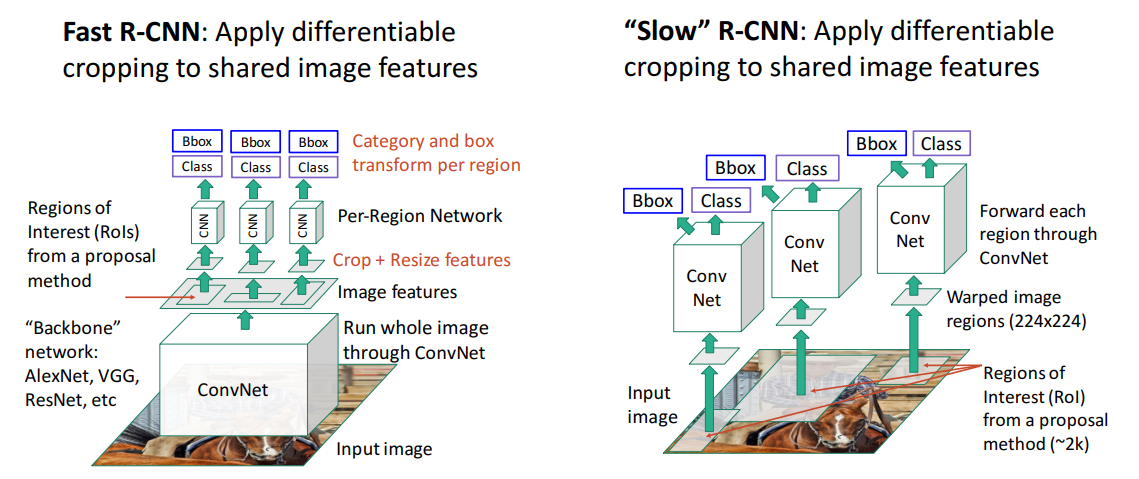 Fast R-CNN: Apply differentiable
cropping to shared image features
Bbox
Bbox
Bbox
Class
Class
Class
Category and box
transform per region
CNN
CNN
CNN
Per-Region Network
Regions of
Interest (RoIs)
from a proposal
method
Crop + Resize features
Image features
"Backbone"
network:
AlexNet, VGG,
ResNet, etc
Run whole image
through ConvNet
ConvNet
Input image
“Slow” R-CNN: Apply differentiable
cropping to shared image features
Bbox
Class
Bbox
Class
Bbox
Class
Conv
Net
Conv
Net
Conv
Net
Forward each
region through
ConvNet
Warped image
regions (224x224)
Input
image
Regions of
Interest (RoI)
from a proposal
method (~2k)